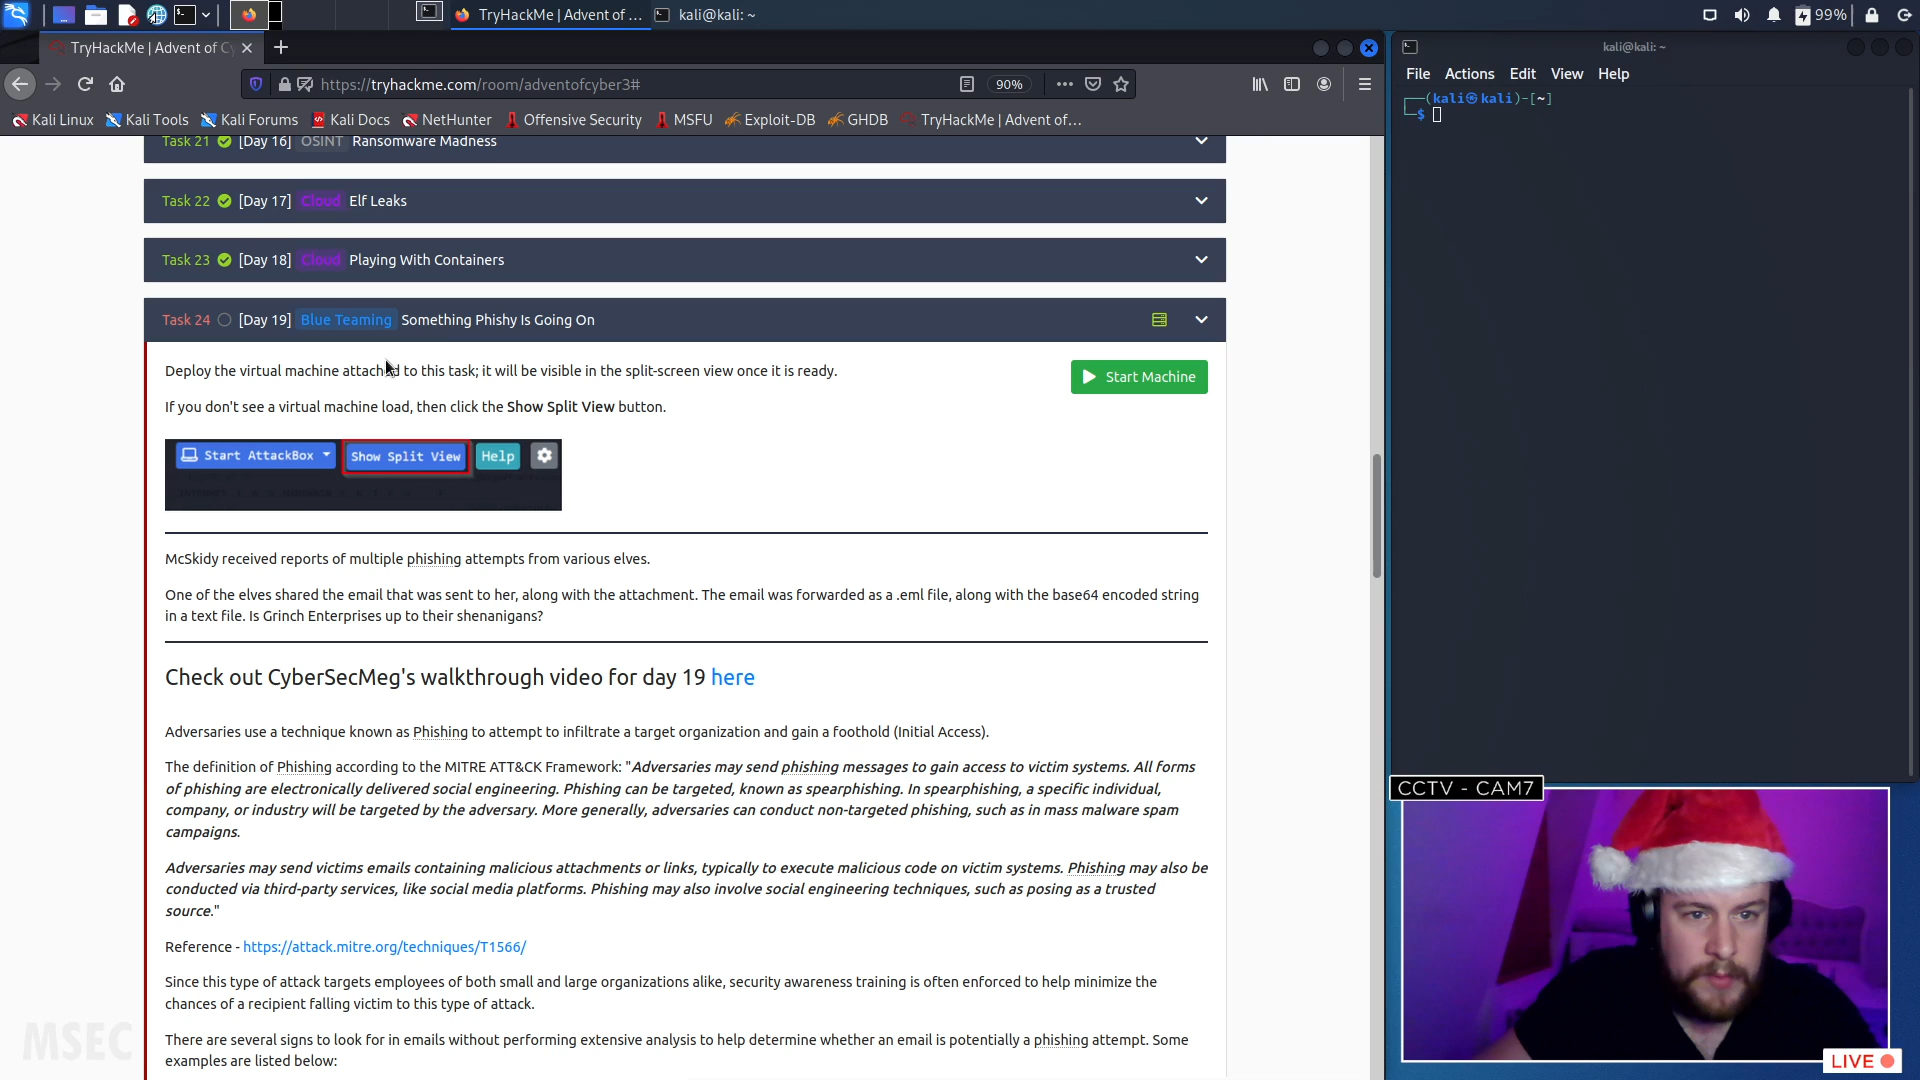 TryHackMe | Advent of ...
kali@kali: ~
99%
TryHackMe | Advent of Cy
https://tryhackme.com/room/adventofcyber3#
90%
Kali Linux
Kali Tools
Kali Forums
Kali Docs
NetHunter
Offensive Security
MSFU
Exploit-DB
GHDB
TryHackMe | Advent of...
Task 21 [Day 16] OSINT Ransomware Madness
Task 22 [Day 17] Cloud Elf Leaks
Task 23 [Day 18] Cloud Playing With Containers
Task 24 [Day 19] Blue Teaming Something Phishy Is Going On
Deploy the virtual machine attached to this task; it will be visible in the split-screen view once it is ready.
Start Machine
If you don't see a virtual machine load, then click the Show Split View button.
Start AttackBox
Show Split View
Help
McSkidy received reports of multiple phishing attempts from various elves.
One of the elves shared the email that was sent to her, along with the attachment. The email was forwarded as a .eml file, along with the base64 encoded string
in a text file. Is Grinch Enterprises up to their shenanigans?
Check out CyberSecMeg's walkthrough video for day 19 here
Adversaries use a technique known as Phishing to attempt to infiltrate a target organization and gain a foothold (Initial Access).
The definition of Phishing according to the MITRE ATT&CK Framework: "Adversaries may send phishing messages to gain access to victim systems. All forms
of phishing are electronically delivered social engineering. Phishing can be targeted, known as spearphishing. In spearphishing, a specific individual,
company, or industry will be targeted by the adversary. More generally, adversaries can conduct non-targeted phishing, such as in mass malware spam
campaigns.
Adversaries may send victims emails containing malicious attachments or links, typically to execute malicious code on victim systems. Phishing may also be
conducted via third-party services, like social media platforms. Phishing may also involve social engineering techniques, such as posing as a trusted
source."
Reference - https://attack.mitre.org/techniques/T1566/
Since this type of attack targets employees of both small and large organizations alike, security awareness training is often enforced to help minimize the
chances of a recipient falling victim to this type of attack.
There are several signs to look for in emails without performing extensive analysis to help determine whether an email is potentially a phishing attempt. Some
examples are listed below:
MSEC
kali@kali: ~
File Actions Edit View Help
(kali㉿kali)-[~]
$
CCTV - CAM7
LIVE